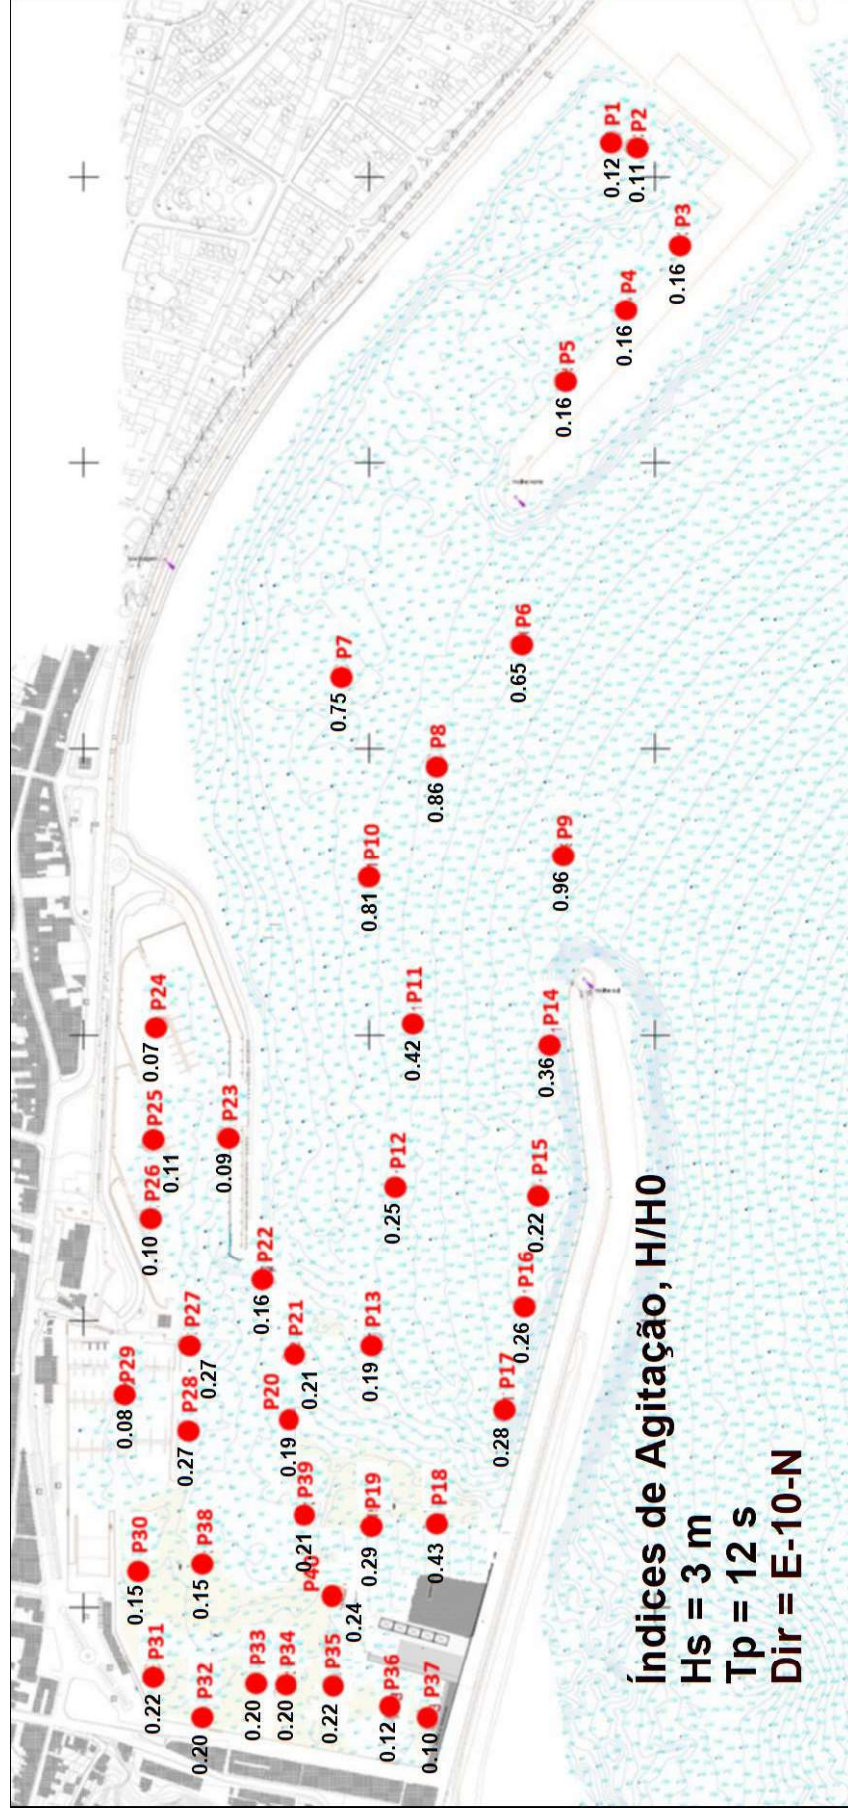 P1
0.12
P2
0.11
P3
0.16
P4
0.16
P5
0.16
P6
0.65
P7
0.75
P8
0.86
P9
0.96
P10
0.81
P11
0.42
P12
0.25
P13
0.19
P14
0.36
P15
0.22
P16
0.26
P17
0.28
P18
0.43
P19
0.29
P20
0.19
P21
0.21
P22
0.16
P23
0.09
P24
0.07
P25
0.11
P26
0.10
P27
0.27
P28
0.27
P29
0.08
P30
0.15
P31
0.22
P32
0.20
P33
0.20
P34
0.20
P35
0.22
P36
0.12
P37
0.10
P38
0.15
P39
0.21
P40
0.24
Índices de Agitação, H/H0
Hs = 3 m
Tp = 12 s
Dir = E-10-N